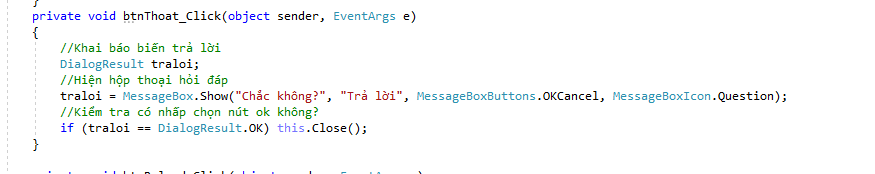 }
private void btnThoat_Click(object sender, EventArgs e)
{
//Khai báo biến trả lời
DialogResult traloi;
//Hiện hộp thoại hỏi đáp
traloi = MessageBox.Show("Chắc không?", "Trả lời", MessageBoxButtons.OKCancel, MessageBoxIcon.Question);
//Kiểm tra có nhấp chọn nút ok không?
if (traloi == DialogResult.OK) this.Close();
}